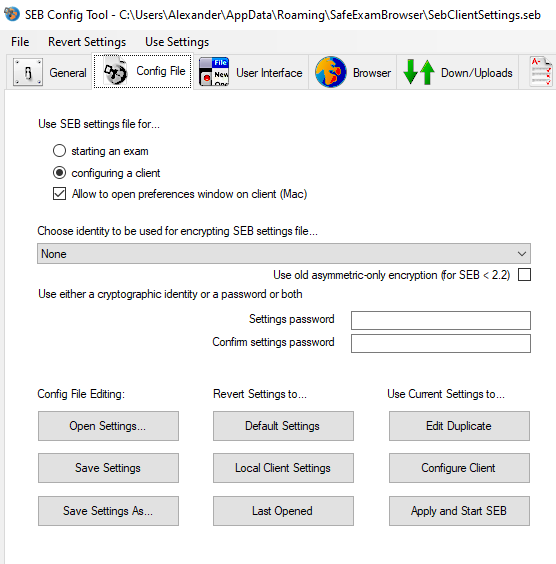 SEB Config Tool - C:\Users\Alexander\AppData\Roaming\SafeExamBrowser\SebClientSettings.seb
File Revert Settings Use Settings
General Config File File New Ope User Interface Browser Down/Uploads A-
Use SEB settings file for...
starting an exam
configuring a client
Allow to open preferences window on client (Mac)
Choose identity to be used for encrypting SEB settings file...
None
Use old asymmetric-only encryption (for SEB < 2.2)
Use either a cryptographic identity or a password or both
Settings password
Confirm settings password
Config File Editing: Revert Settings to... Use Current Settings to...
Open Settings... Default Settings Edit Duplicate
Save Settings Local Client Settings Configure Client
Save Settings As... Last Opened Apply and Start SEB